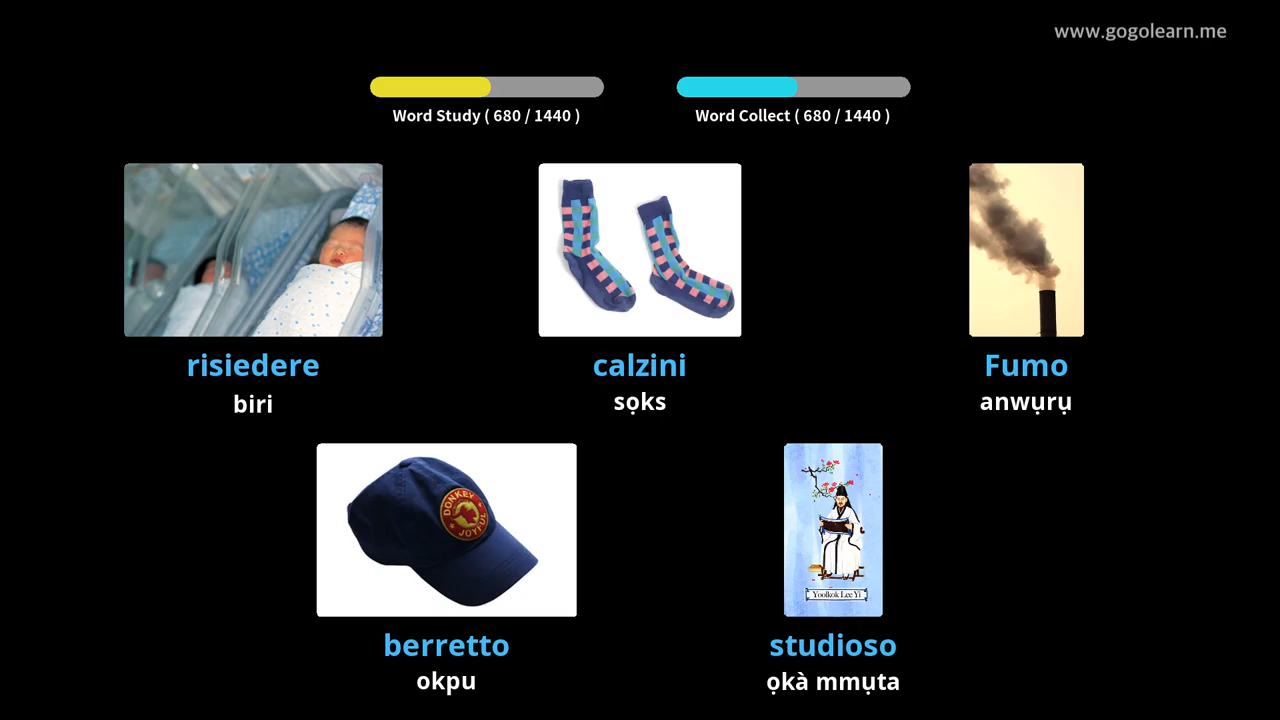 www.gogolearn.me
Word Study ( 680 / 1440 )
Word Collect ( 680 / 1440 )
risiedere
biri
calzini
sọks
Fumo
anwụrụ
DONKEY
JOYFUL
berretto
okpu
Yoolkok Lee Yi
studioso
ọkà mmụta